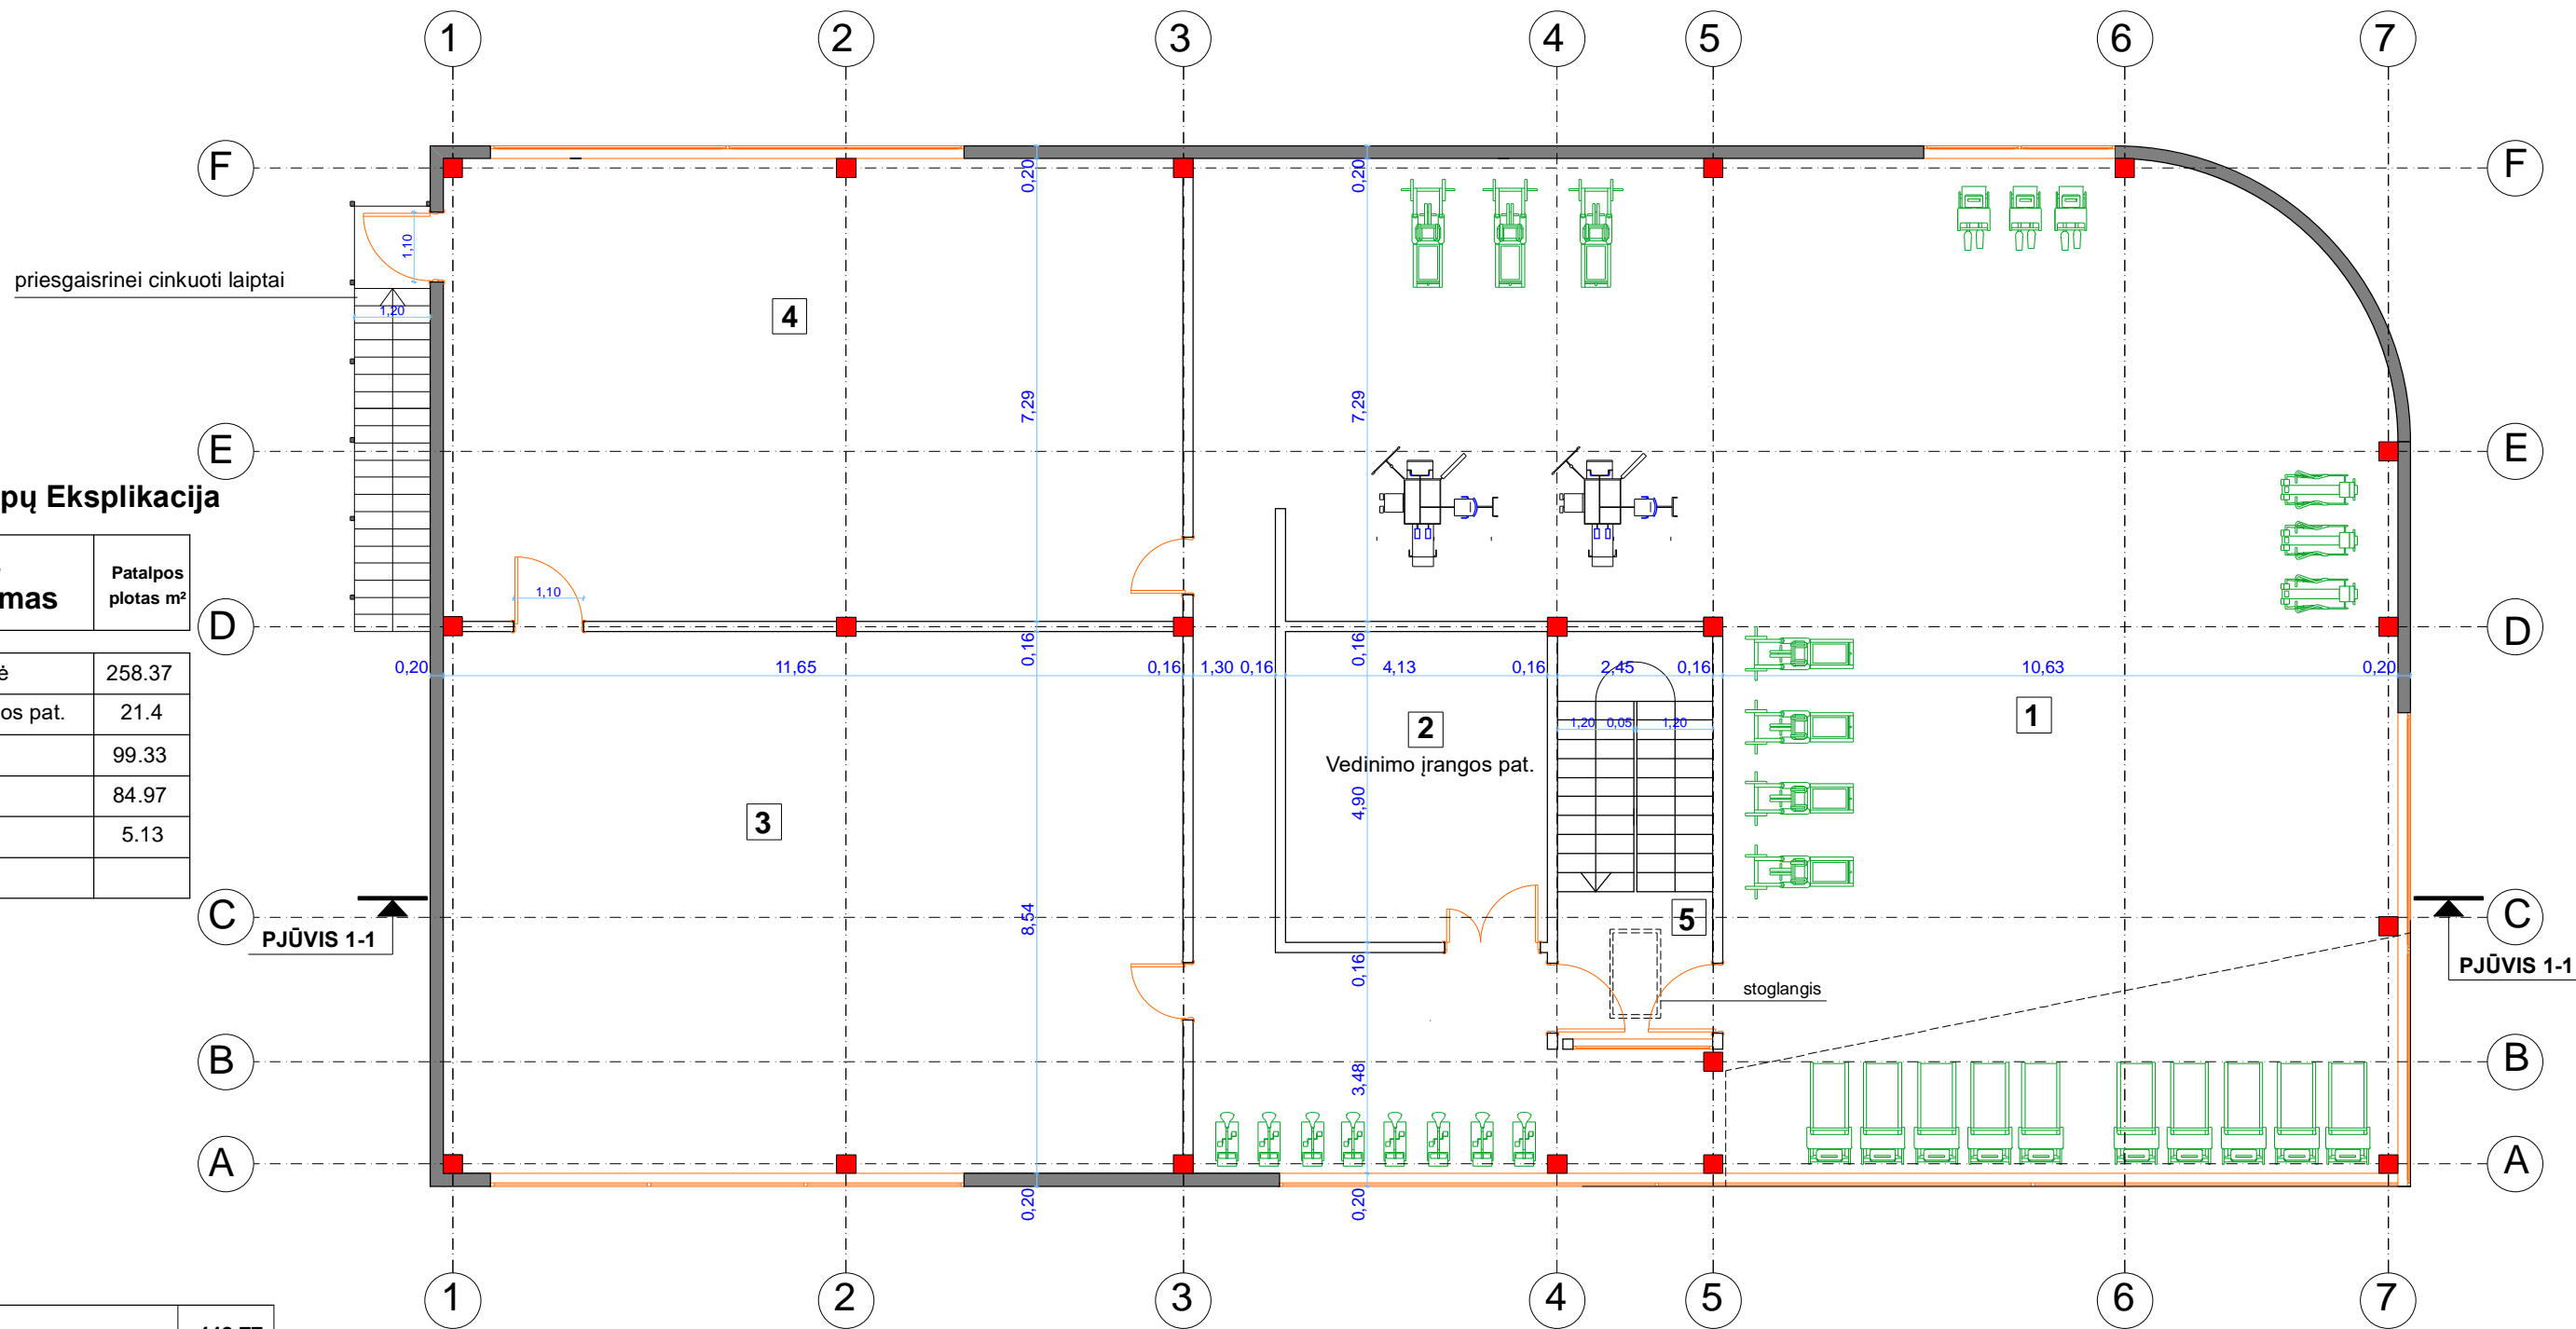 1 2 3 4 5 6 7
F F
0,20 0,20
1,10
priesgaisrinei cinkuoti laiptai
1,20
4
7,29 7,29
E E
pų Eksplikacija
Patalpos
mas plotas m²
1,10
D D
0,16 0,16
ė 258.37
0,20 11,65 0,16 1,30 0,16 4,13 0,16 2,45 0,16 10,63 0,20
os pat. 21.4
1,20 0,05 1,20
2 1
99.33
Vedinimo įrangos pat.
84.97
4,90
3
5.13
8,54
C 5 C
PJŪVIS 1-1
0,16
PJŪVIS 1-1
stoglangis
B B
3,48
A A
0,20 0,20
1 2 3 4 5 6 7